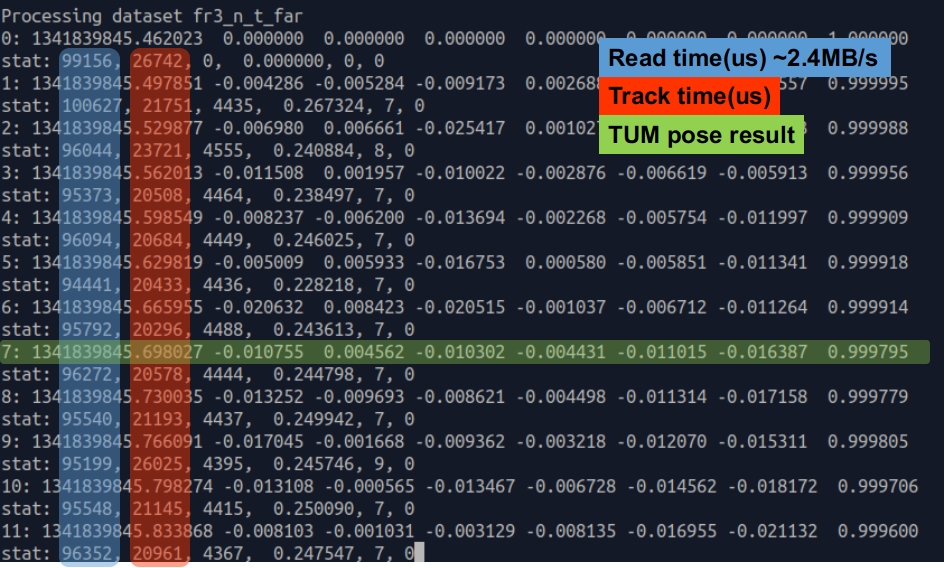 Processing dataset fr3_n_t_far
0: 1341839845.462023 0.000000 0.000000 0.000000 0.00000 1.000000
stat: 99156, 26742, 0, 0.000000, 0, 0
Read time(us) ~2.4MB/s
1: 1341839845.497851 -0.004286 -0.005284 -0.009173 0.00268 557 0.999995
Track time(us)
stat: 100627, 21751, 4435, 0.267324, 7, 0
2: 1341839845.529877 -0.006980 0.006661 -0.025417 0.00102 0.999988
TUM pose result
stat: 96044, 23721, 4555, 0.240884, 8, 0
3: 1341839845.562013 -0.011508 0.001957 -0.010022 -0.002876 -0.006619 -0.005913 0.999956
stat: 95373, 20508, 4464, 0.238497, 7, 0
4: 1341839845.598549 -0.008237 -0.006200 -0.013694 -0.002268 -0.005754 -0.011997 0.999909
stat: 96094, 20684, 4449, 0.246025, 7, 0
5: 1341839845.629819 -0.005009 0.005933 -0.016753 0.000580 -0.005851 -0.011341 0.999918
stat: 94441, 20433, 4436, 0.228218, 7, 0
6: 1341839845.665955 -0.020632 0.008423 -0.020515 -0.001037 -0.006712 -0.011264 0.999914
stat: 95792, 20296, 4488, 0.243613, 7, 0
7: 1341839845.698027 -0.010755 0.004562 -0.010302 -0.004431 -0.011015 -0.016387 0.999795
stat: 96272, 20578, 4444, 0.244798, 7, 0
8: 1341839845.730035 -0.013252 -0.009693 -0.008621 -0.004498 -0.011314 -0.017158 0.999779
stat: 95540, 21193, 4437, 0.249942, 7, 0
9: 1341839845.766091 -0.017045 -0.001668 -0.009362 -0.003218 -0.012070 -0.015311 0.999805
stat: 95199, 26025, 4395, 0.245746, 9, 0
10: 1341839845.798274 -0.013108 -0.000565 -0.013467 -0.006728 -0.014562 -0.018172 0.999706
stat: 95548, 21145, 4415, 0.250090, 7, 0
11: 1341839845.833868 -0.008103 -0.001031 -0.003129 -0.008135 -0.016955 -0.021132 0.999600
stat: 96352, 20961, 4367, 0.247547, 7, 0